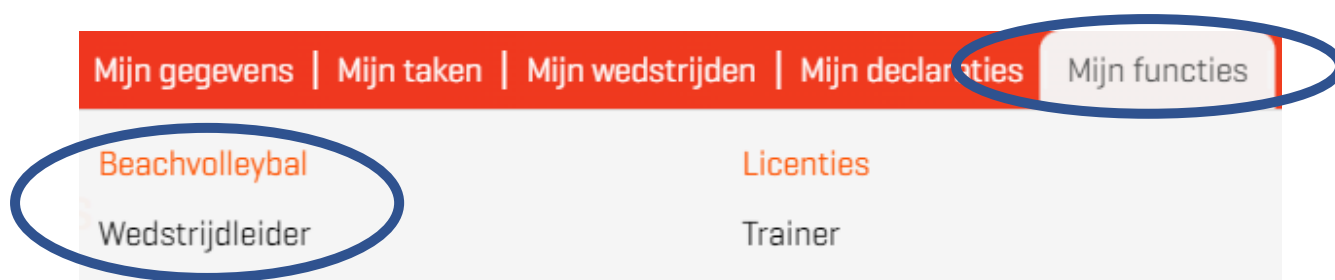 Mijn gegevens | Mijn taken | Mijn wedstrijden | Mijn declaraties Mijn functies
Beachvolleybal Licenties
Wedstrijdleider Trainer